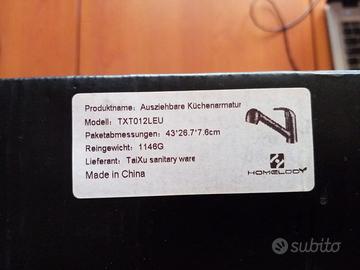 Produktname: Ausziehbare Küchenarmatur
Modell: TXT012LEU
Paketabmessungen: 43*26.7*7.6cm
Reingewicht: 1146G
Lieferant: TaiXu sanitary ware
Made in China
HOMELODY
subito